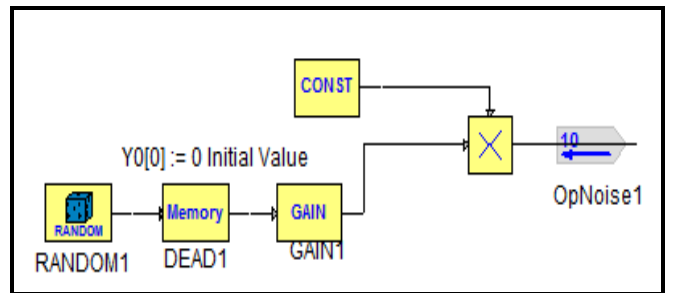 CONST
10
OpNoise1
Y0[0] := 0 Initial Value
RANDOM
Memory
GAIN
RANDOM1
DEAD1
GAIN1